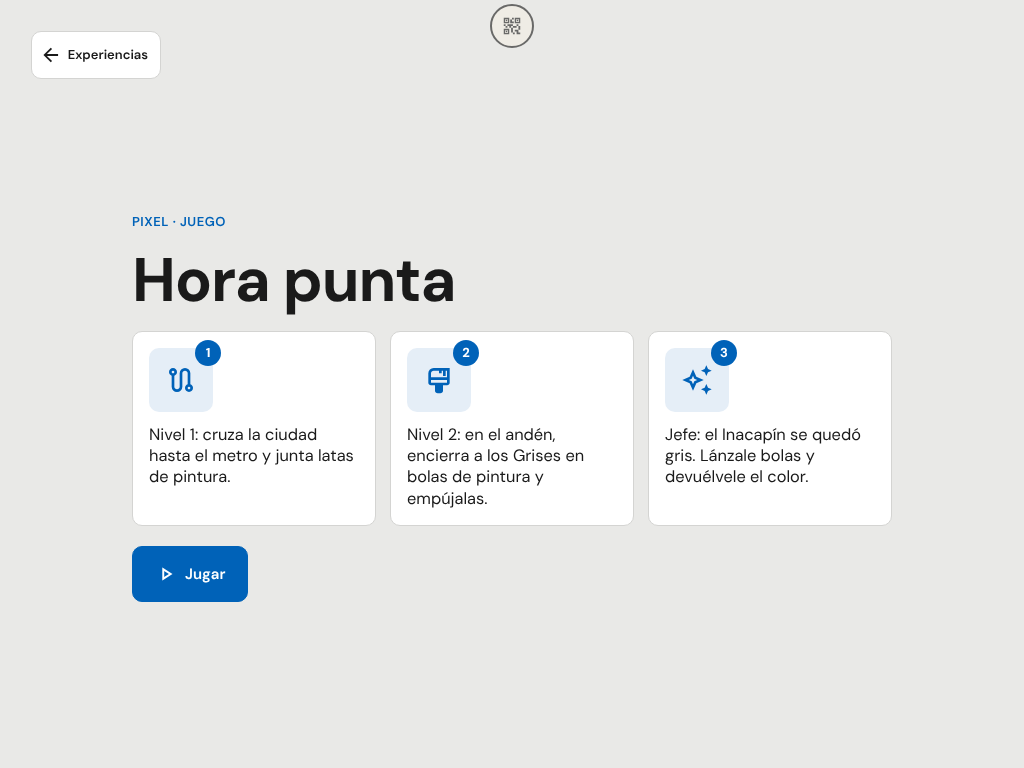 Experiencias
PIXEL · JUEGO
Hora punta
1
Nivel 1: cruza la ciudad
hasta el metro y junta latas
de pintura.
2
Nivel 2: en el andén,
encierra a los Grises en
bolas de pintura y
empújalas.
3
Jefe: el Inacapín se quedó
gris. Lánzale bolas y
devuélvele el color.
Jugar